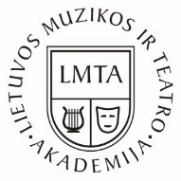 LIETUVOS MUZIKOS IR TEATRO
AKADEMIJA
LMTA